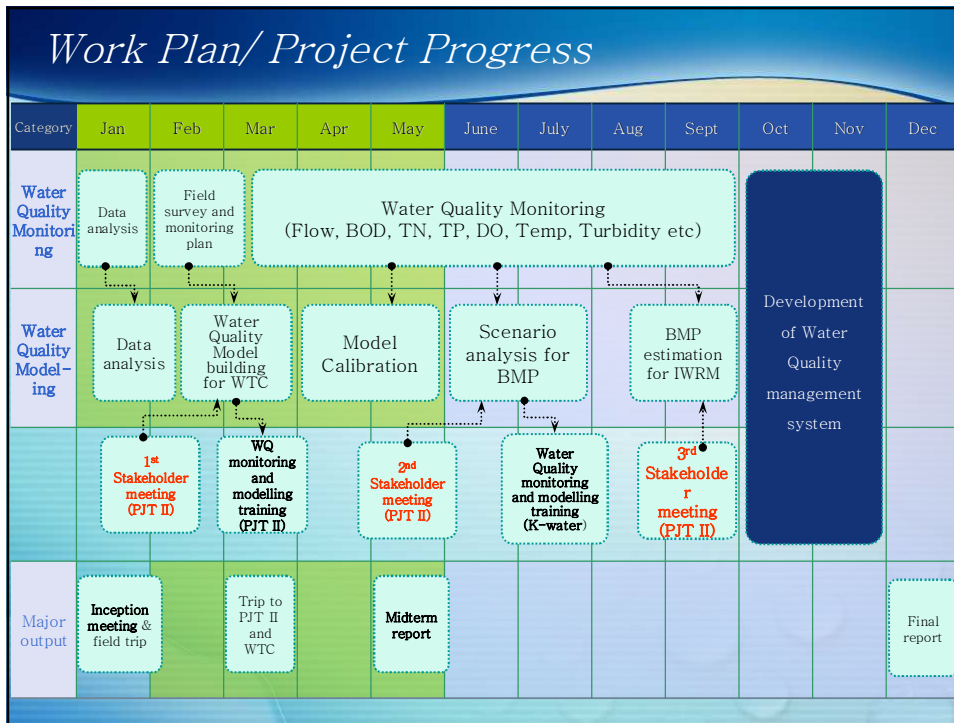 Work Plan/ Project Progress
Category Jan Feb Mar Apr May June July Aug Sept Oct Nov Dec
Water
Quality
Monitori
ng
Data
analysis
Field
survey and
monitoring
plan
Water Quality Monitoring
(Flow, BOD, TN, TP, DO, Temp, Turbidity etc)
Development
of Water
Quality
management
system
Water
Quality
Model-
ing
Data
analysis
Water
Quality
Model
building
for WTC
Model
Calibration
Scenario
analysis for
BMP
BMP
estimation
for IWRM
1st
Stakeholder
meeting
(PJT II)
WQ
monitoring
and
modelling
training
(PJT II)
2nd
Stakeholder
meeting
(PJT II)
Water
Quality
monitoring
and modelling
training
(K-water)
3rd
Stakeholde
r
meeting
(PJT II)
Major
output
Inception
meeting &
field trip
Trip to
PJT II
and
WTC
Midterm
report
Final
report